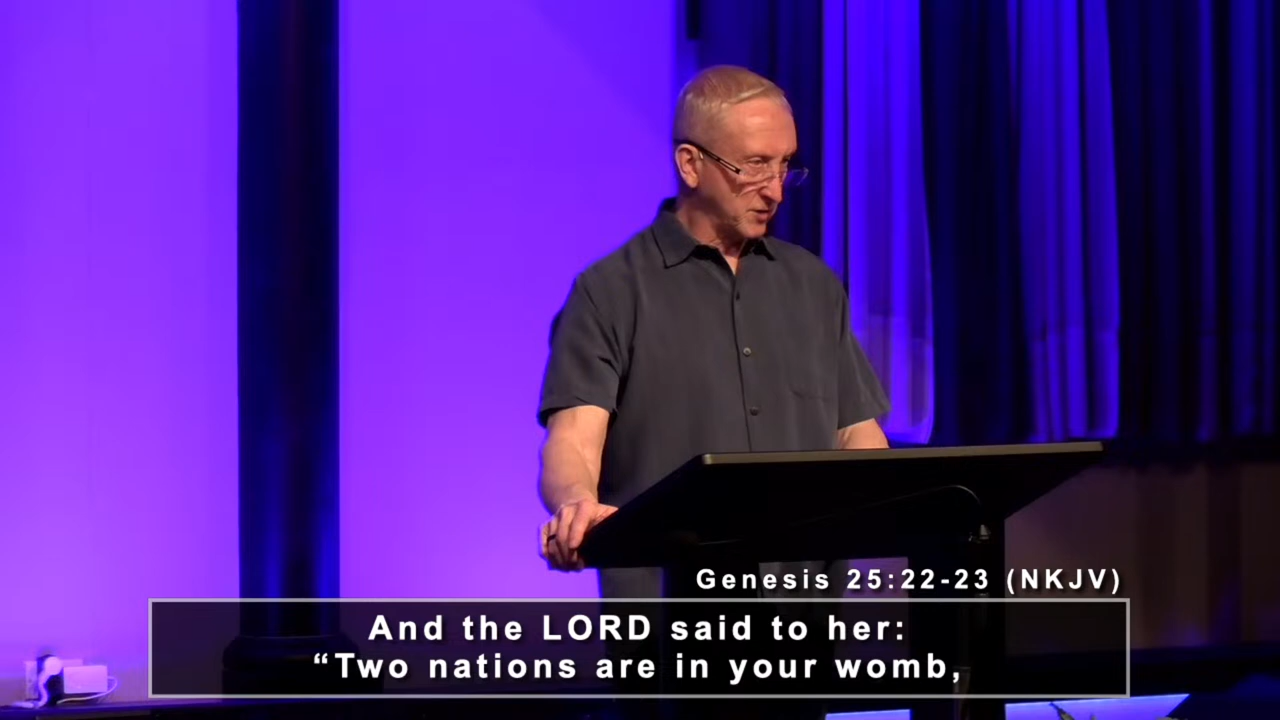 Genesis 25:22-23 (NKJV)
And the LORD said to her:
“Two nations are in your womb,